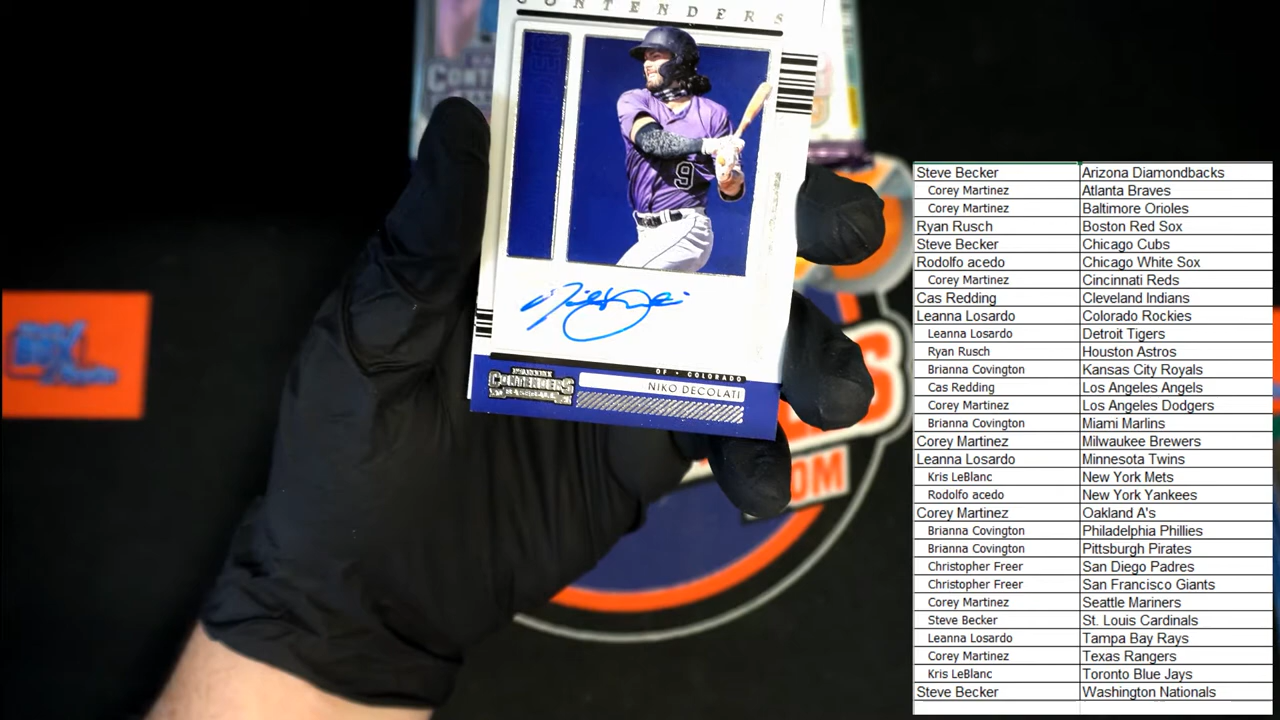 CONTENDERS
9
OF • COLORADO
NIKO DECOLATI
PANINI
CONTENDERS
BASEBALL
.COM
Steve Becker Arizona Diamondbacks
Corey Martinez Atlanta Braves
Corey Martinez Baltimore Orioles
Ryan Rusch Boston Red Sox
Steve Becker Chicago Cubs
Rodolfo acedo Chicago White Sox
Corey Martinez Cincinnati Reds
Cas Redding Cleveland Indians
Leanna Losardo Colorado Rockies
Leanna Losardo Detroit Tigers
Ryan Rusch Houston Astros
Brianna Covington Kansas City Royals
Cas Redding Los Angeles Angels
Corey Martinez Los Angeles Dodgers
Brianna Covington Miami Marlins
Corey Martinez Milwaukee Brewers
Leanna Losardo Minnesota Twins
Kris LeBlanc New York Mets
Rodolfo acedo New York Yankees
Corey Martinez Oakland A's
Brianna Covington Philadelphia Phillies
Brianna Covington Pittsburgh Pirates
Christopher Freer San Diego Padres
Christopher Freer San Francisco Giants
Corey Martinez Seattle Mariners
Steve Becker St. Louis Cardinals
Leanna Losardo Tampa Bay Rays
Corey Martinez Texas Rangers
Kris LeBlanc Toronto Blue Jays
Steve Becker Washington Nationals